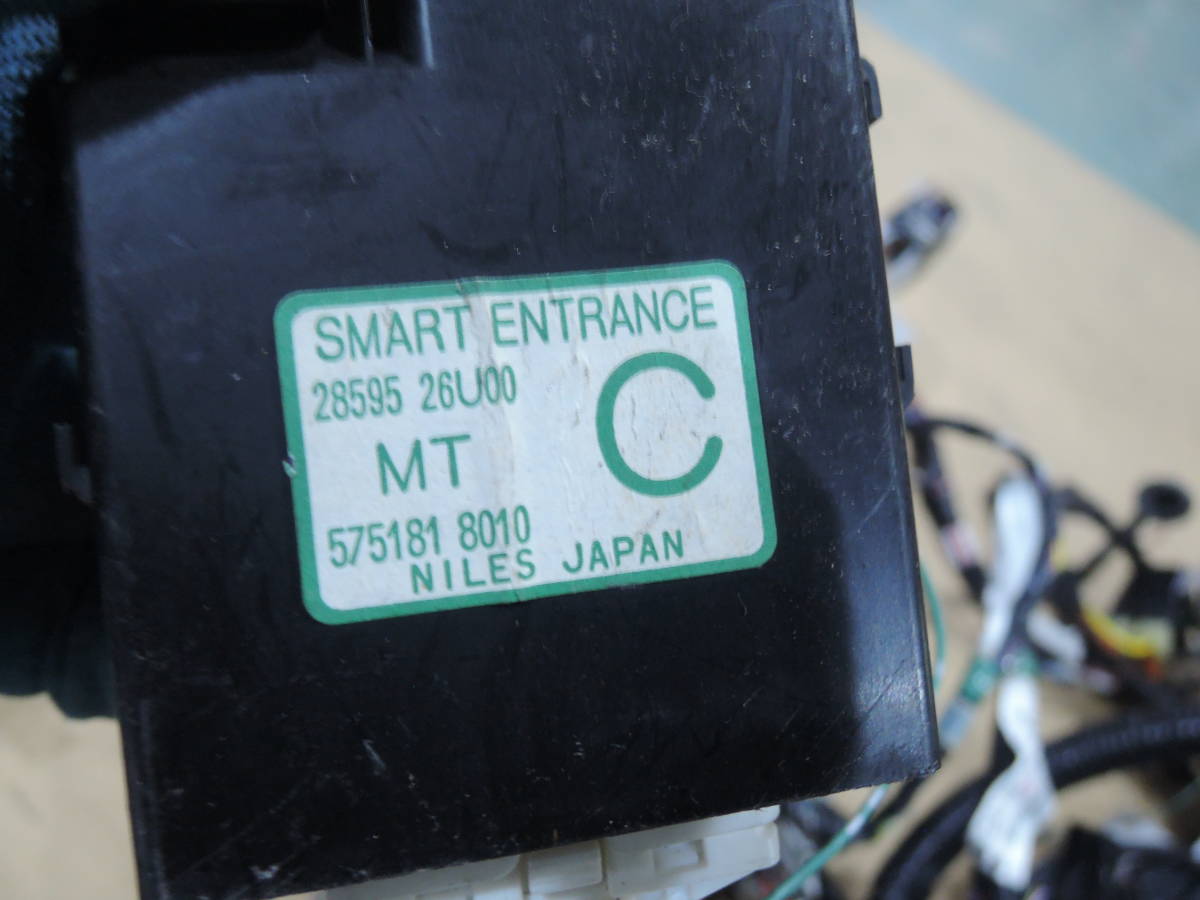 SMART ENTRANCE
28595 26U00
MT
C
575181 8010
NILES JAPAN